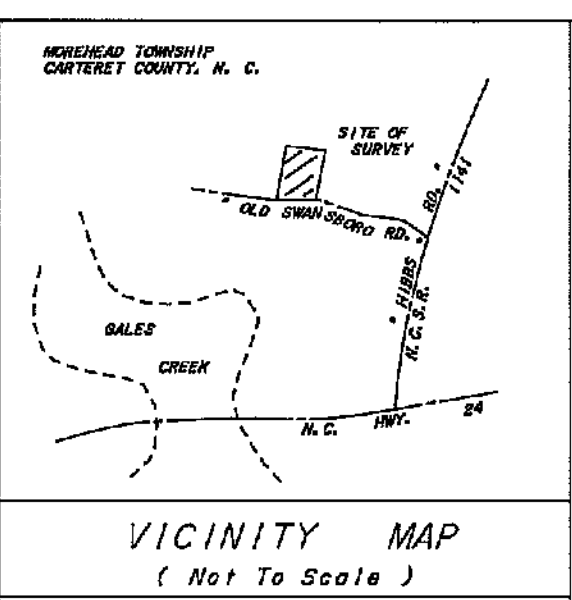 MOREHEAD TOWNSHIP
CARTERET COUNTY, N. C.
SITE OF
SURVEY
OLD SWANSBORO RD.
HIBBS RD.
N.C.S.R. 1141
GALES
CREEK
N. C. HWY. 24
VICINITY MAP
( Not To Scale )